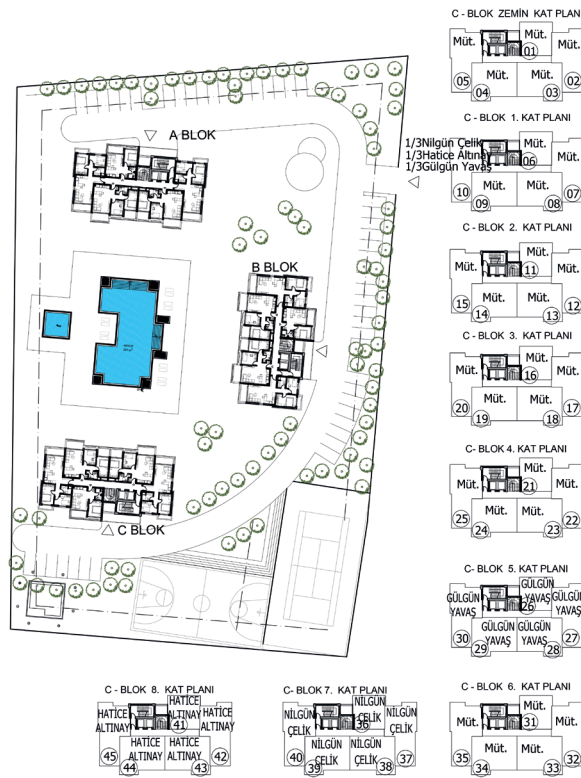 C - BLOK ZEMİN KAT PLANI
Müt.
Müt.
01
Müt.
05
Müt.
Müt.
02
04
03
C - BLOK 1. KAT PLANI
A BLOK
1/3Nilgün Çelik
1/3Hatice Altınay
1/3Gülgün Yavaş
Müt.
06
Müt.
10
Müt.
Müt.
07
09
08
C - BLOK 2. KAT PLANI
Müt.
Müt.
11
Müt.
15
Müt.
Müt.
12
14
13
B BLOK
C - BLOK 3. KAT PLANI
Müt.
Müt.
16
Müt.
20
Müt.
Müt.
17
19
18
C- BLOK 4. KAT PLANI
Müt.
Müt.
21
Müt.
25
Müt.
Müt.
22
24
23
C BLOK
C- BLOK 5. KAT PLANI
GÜLGÜN
YAVAŞ
GÜLGÜN
YAVAŞ
26
GÜLGÜN
YAVAŞ
30
GÜLGÜN
YAVAŞ
GÜLGÜN
YAVAŞ
27
29
28
C - BLOK 8. KAT PLANI
HATİCE
ALTINAY
HATİCE
ALTINAY
41
HATİCE
ALTINAY
45
HATİCE
ALTINAY
HATİCE
ALTINAY
42
44
43
C- BLOK 7. KAT PLANI
NİLGÜN
ÇELİK
NİLGÜN
ÇELİK
36
NİLGÜN
ÇELİK
40
NİLGÜN
ÇELİK
NİLGÜN
ÇELİK
37
39
38
C- BLOK 6. KAT PLANI
Müt.
Müt.
31
Müt.
35
Müt.
Müt.
32
34
33